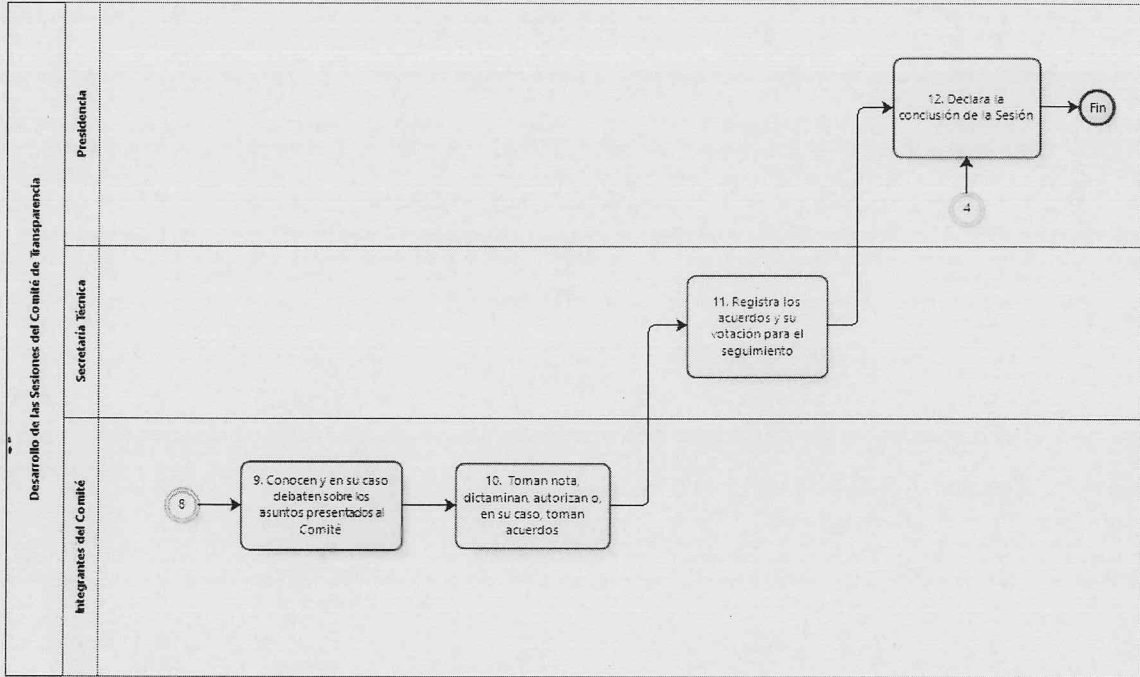 Desarrollo de las Sesiones del Comité de Transparencia
Presidencia
12. Declara la
conclusión de la Sesión
Fin
4
Secretaría Técnica
11. Registra los
acuerdos y su
votación para el
seguimiento
Integrantes del Comité
8
9. Conocen y en su caso
debaten sobre los
asuntos presentados al
Comité
10. Toman nota,
dictaminan, autorizan o,
en su caso, toman
acuerdos